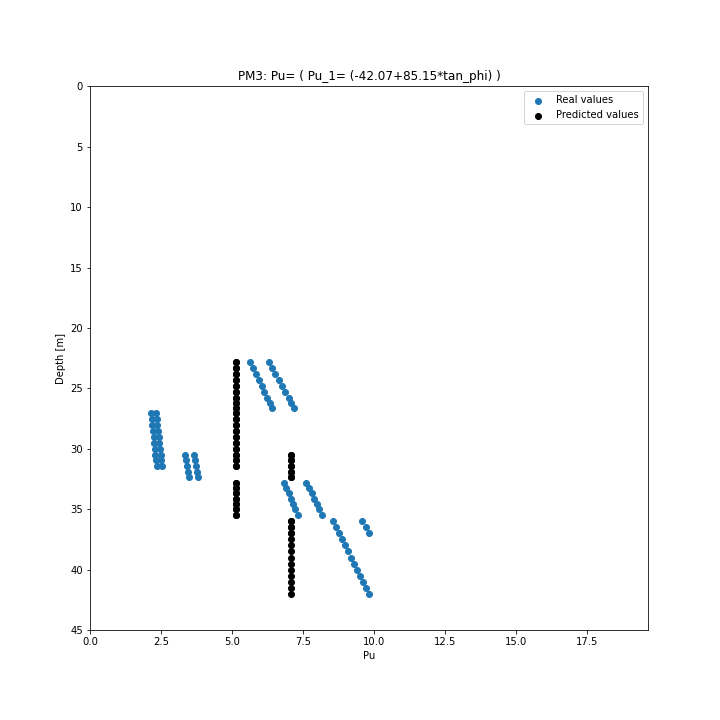 PM3: Pu= ( Pu_1= (-42.07+85.15*tan_phi) )
Real values
Predicted values
0
5
10
15
20
25
30
35
40
45
Depth [m]
0.0 2.5 5.0 7.5 10.0 12.5 15.0 17.5
Pu